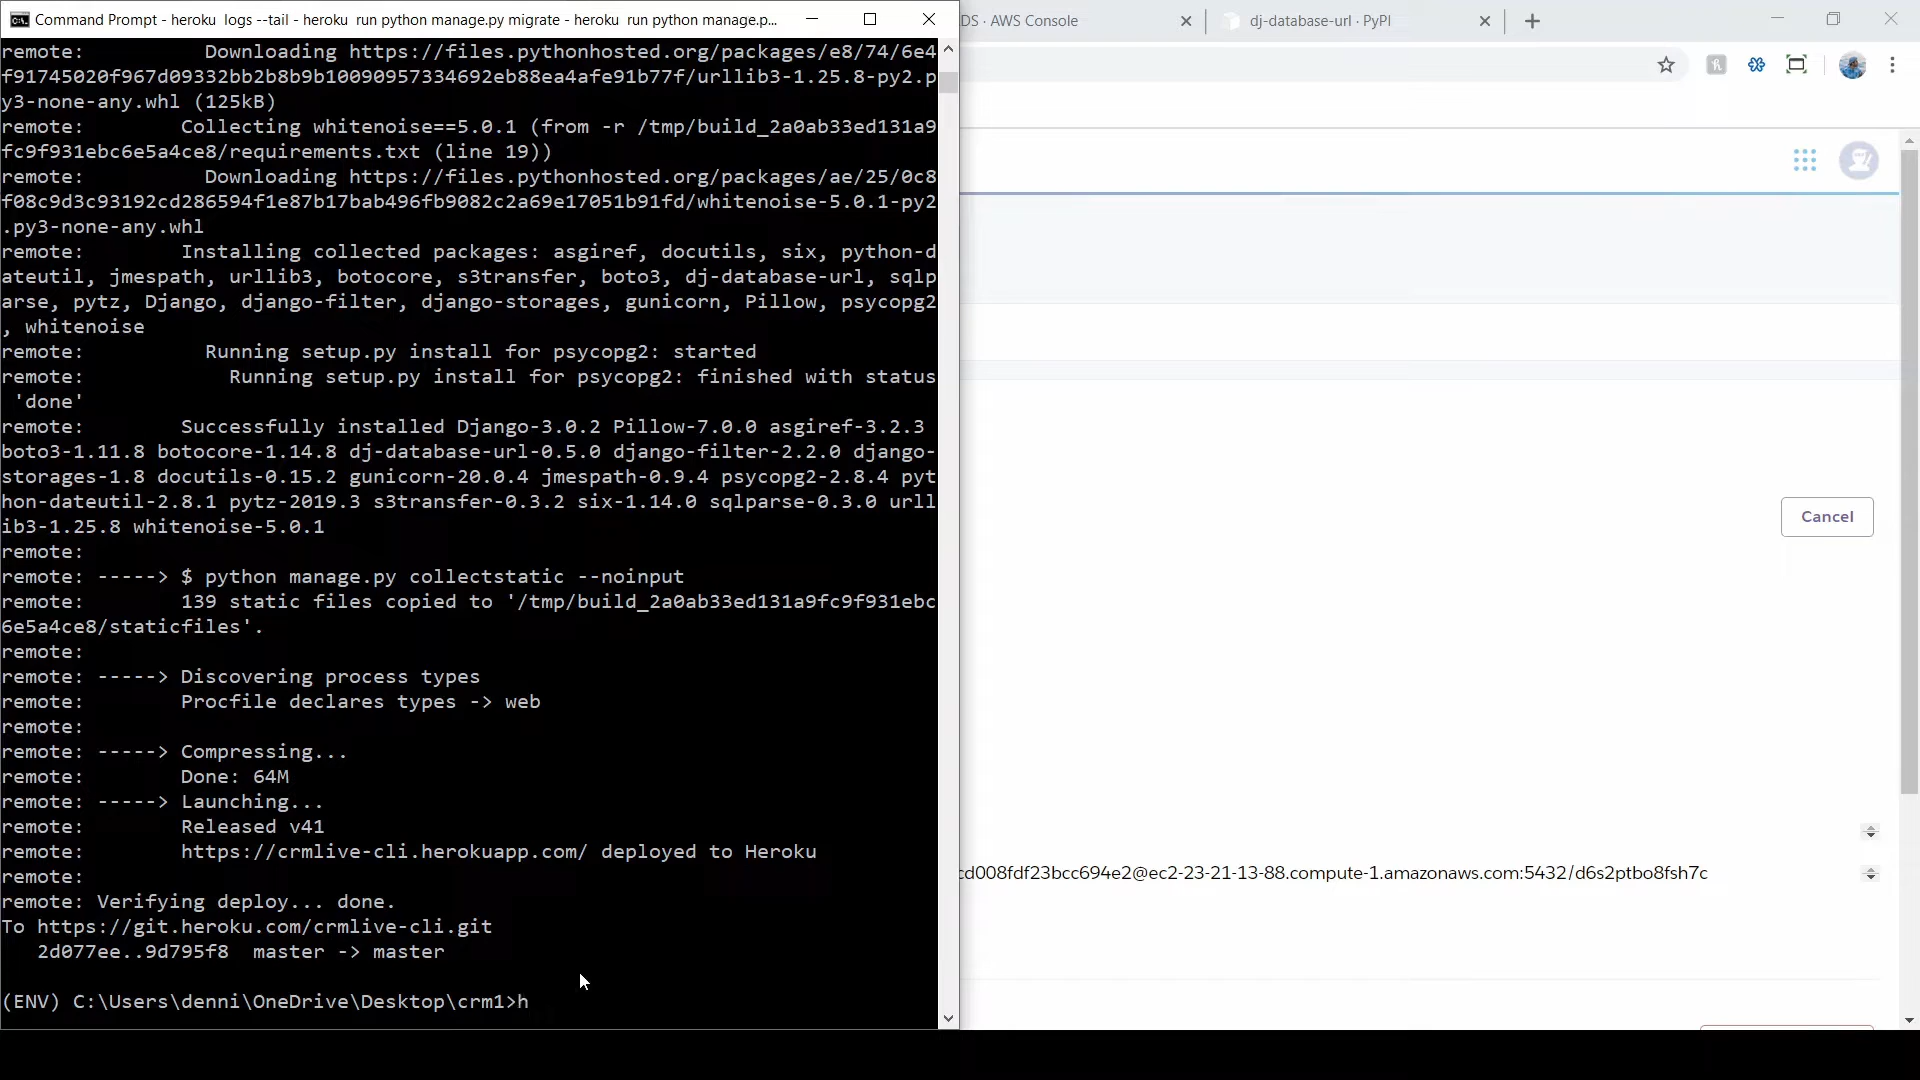 Command Prompt - heroku  logs --tail - heroku  run python manage.py migrate - heroku  run python manage.p...
DS · AWS Console
dj-database-url · PyPI
remote:          Downloading https://files.pythonhosted.org/packages/e8/74/6e4
f91745020f967d09332bb2b8b9b10090957334692eb88ea4afe91b77f/urllib3-1.25.8-py2.p
y3-none-any.whl (125kB)
remote:        Collecting whitenoise==5.0.1 (from -r /tmp/build_2a0ab33ed131a9
fc9f931ebc6e5a4ce8/requirements.txt (line 19))
remote:          Downloading https://files.pythonhosted.org/packages/ae/25/0c8
f08c9d3c93192cd286594f1e87b17bab496fb9082c2a69e17051b91fd/whitenoise-5.0.1-py2
.py3-none-any.whl
remote:        Installing collected packages: asgiref, docutils, six, python-d
ateutil, jmespath, urllib3, botocore, s3transfer, boto3, dj-database-url, sqlp
arse, pytz, Django, django-filter, django-storages, gunicorn, Pillow, psycopg2
, whitenoise
remote:          Running setup.py install for psycopg2: started
remote:            Running setup.py install for psycopg2: finished with status
 'done'
remote:        Successfully installed Django-3.0.2 Pillow-7.0.0 asgiref-3.2.3
boto3-1.11.8 botocore-1.14.8 dj-database-url-0.5.0 django-filter-2.2.0 django-
storages-1.8 docutils-0.15.2 gunicorn-20.0.4 jmespath-0.9.4 psycopg2-2.8.4 pyt
hon-dateutil-2.8.1 pytz-2019.3 s3transfer-0.3.2 six-1.14.0 sqlparse-0.3.0 urll
ib3-1.25.8 whitenoise-5.0.1
remote:
remote: -----> $ python manage.py collectstatic --noinput
remote:        139 static files copied to '/tmp/build_2a0ab33ed131a9fc9f931ebc
6e5a4ce8/staticfiles'.
remote:
remote: -----> Discovering process types
remote:        Procfile declares types -> web
remote:
remote: -----> Compressing...
remote:        Done: 64M
remote: -----> Launching...
remote:        Released v41
remote:        https://crmlive-cli.herokuapp.com/ deployed to Heroku
remote:
remote: Verifying deploy... done.
To https://git.heroku.com/crmlive-cli.git
   2d077ee..9d795f8  master -> master
(ENV) C:\Users\denni\OneDrive\Desktop\crm1>h
Cancel
cd008fdf23bcc694e2@ec2-23-21-13-88.compute-1.amazonaws.com:5432/d6s2ptbo8fsh7c